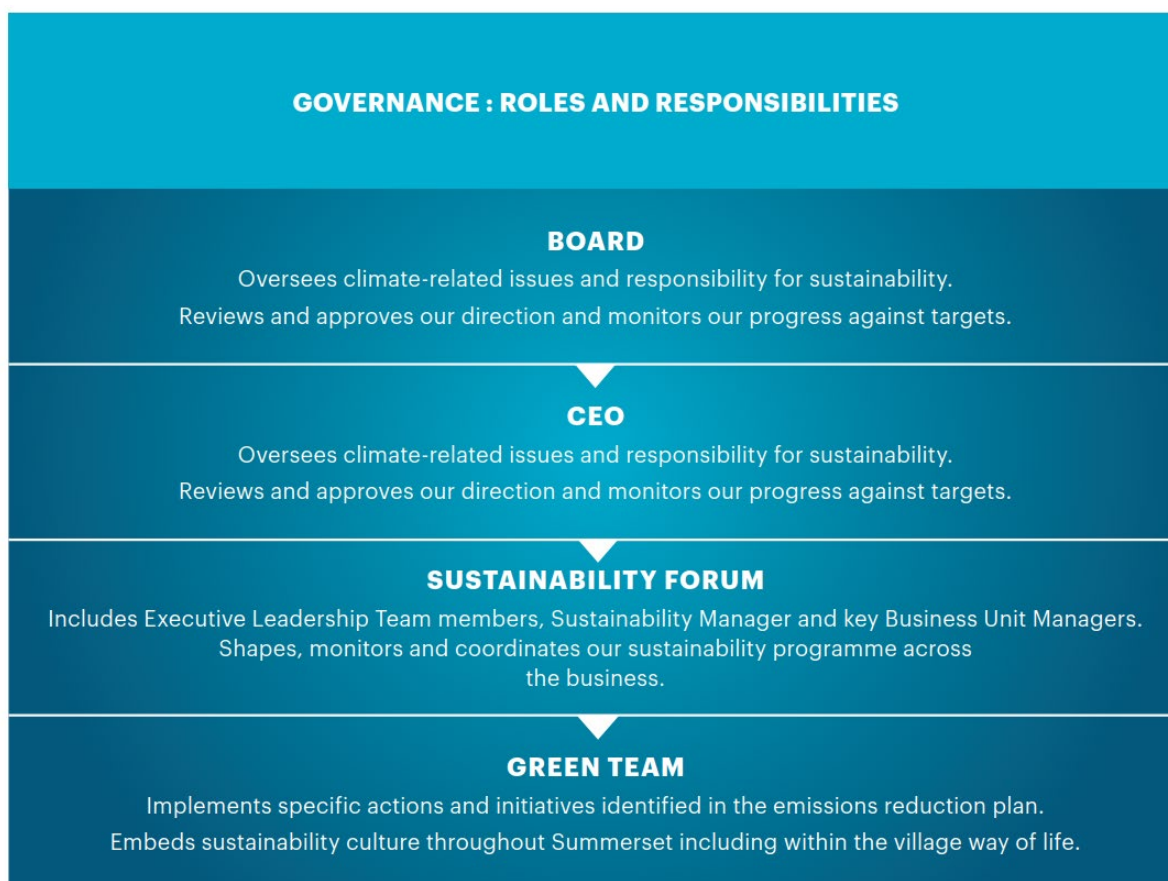 GOVERNANCE : ROLES AND RESPONSIBILITIES
BOARD
Oversees climate-related issues and responsibility for sustainability.
Reviews and approves our direction and monitors our progress against targets.
CEO
Oversees climate-related issues and responsibility for sustainability.
Reviews and approves our direction and monitors our progress against targets.
SUSTAINABILITY FORUM
Includes Executive Leadership Team members, Sustainability Manager and key Business Unit Managers.
Shapes, monitors and coordinates our sustainability programme across
the business.
GREEN TEAM
Implements specific actions and initiatives identified in the emissions reduction plan.
Embeds sustainability culture throughout Summerset including within the village way of life.